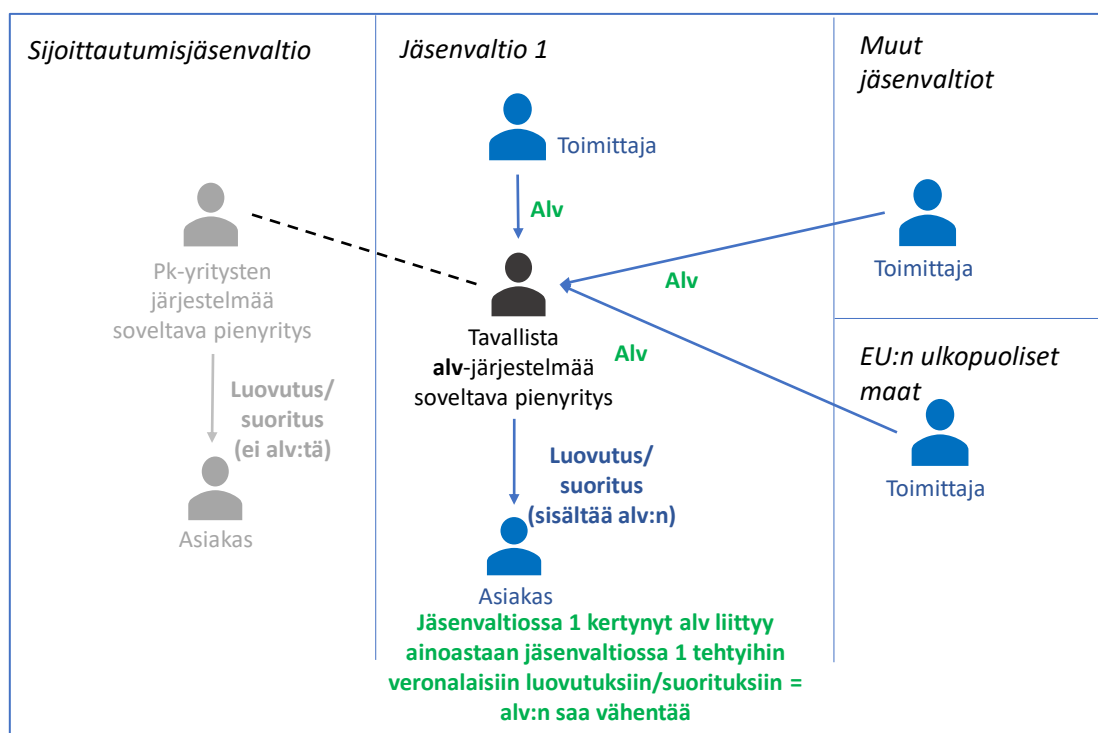 Sijoittautumisjäsenvaltio
Pk-yritysten
järjestelmää
soveltava pienyritys
Luovutus/
suoritus
(ei alv:tä)
Asiakas
Jäsenvaltio 1
Toimittaja
Alv
Tavallista
alv-järjestelmää
soveltava pienyritys
Luovutus/
suoritus
(sisältää alv:n)
Asiakas
Jäsenvaltiossa 1 kertynyt alv liittyy
ainoastaan jäsenvaltiossa 1 tehtyihin
veronalaisiin luovutuksiin/suorituksiin =
alv:n saa vähentää
Muut
jäsenvaltiot
Toimittaja
Alv
EU:n ulkopuoliset
maat
Toimittaja
Alv